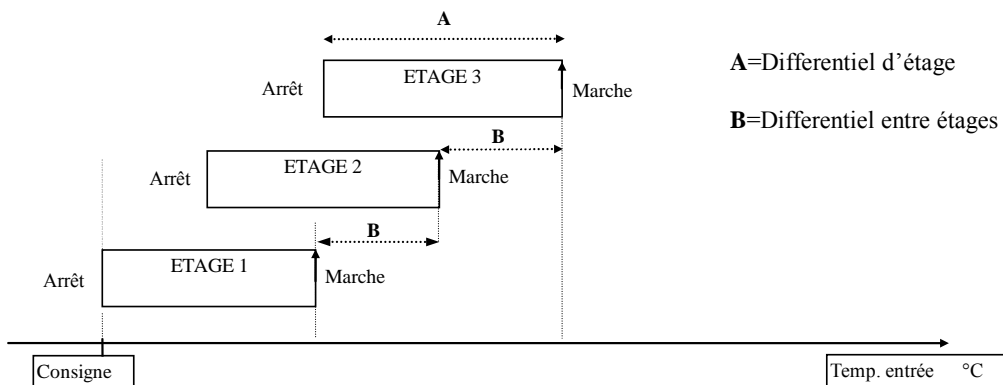 A
ETAGE 3
Arrêt
Marche
A=Differentiel d'étage
B=Differentiel entre étages
B
ETAGE 2
Arrêt
Marche
B
ETAGE 1
Arrêt
Marche
Consigne
Temp. entrée °C